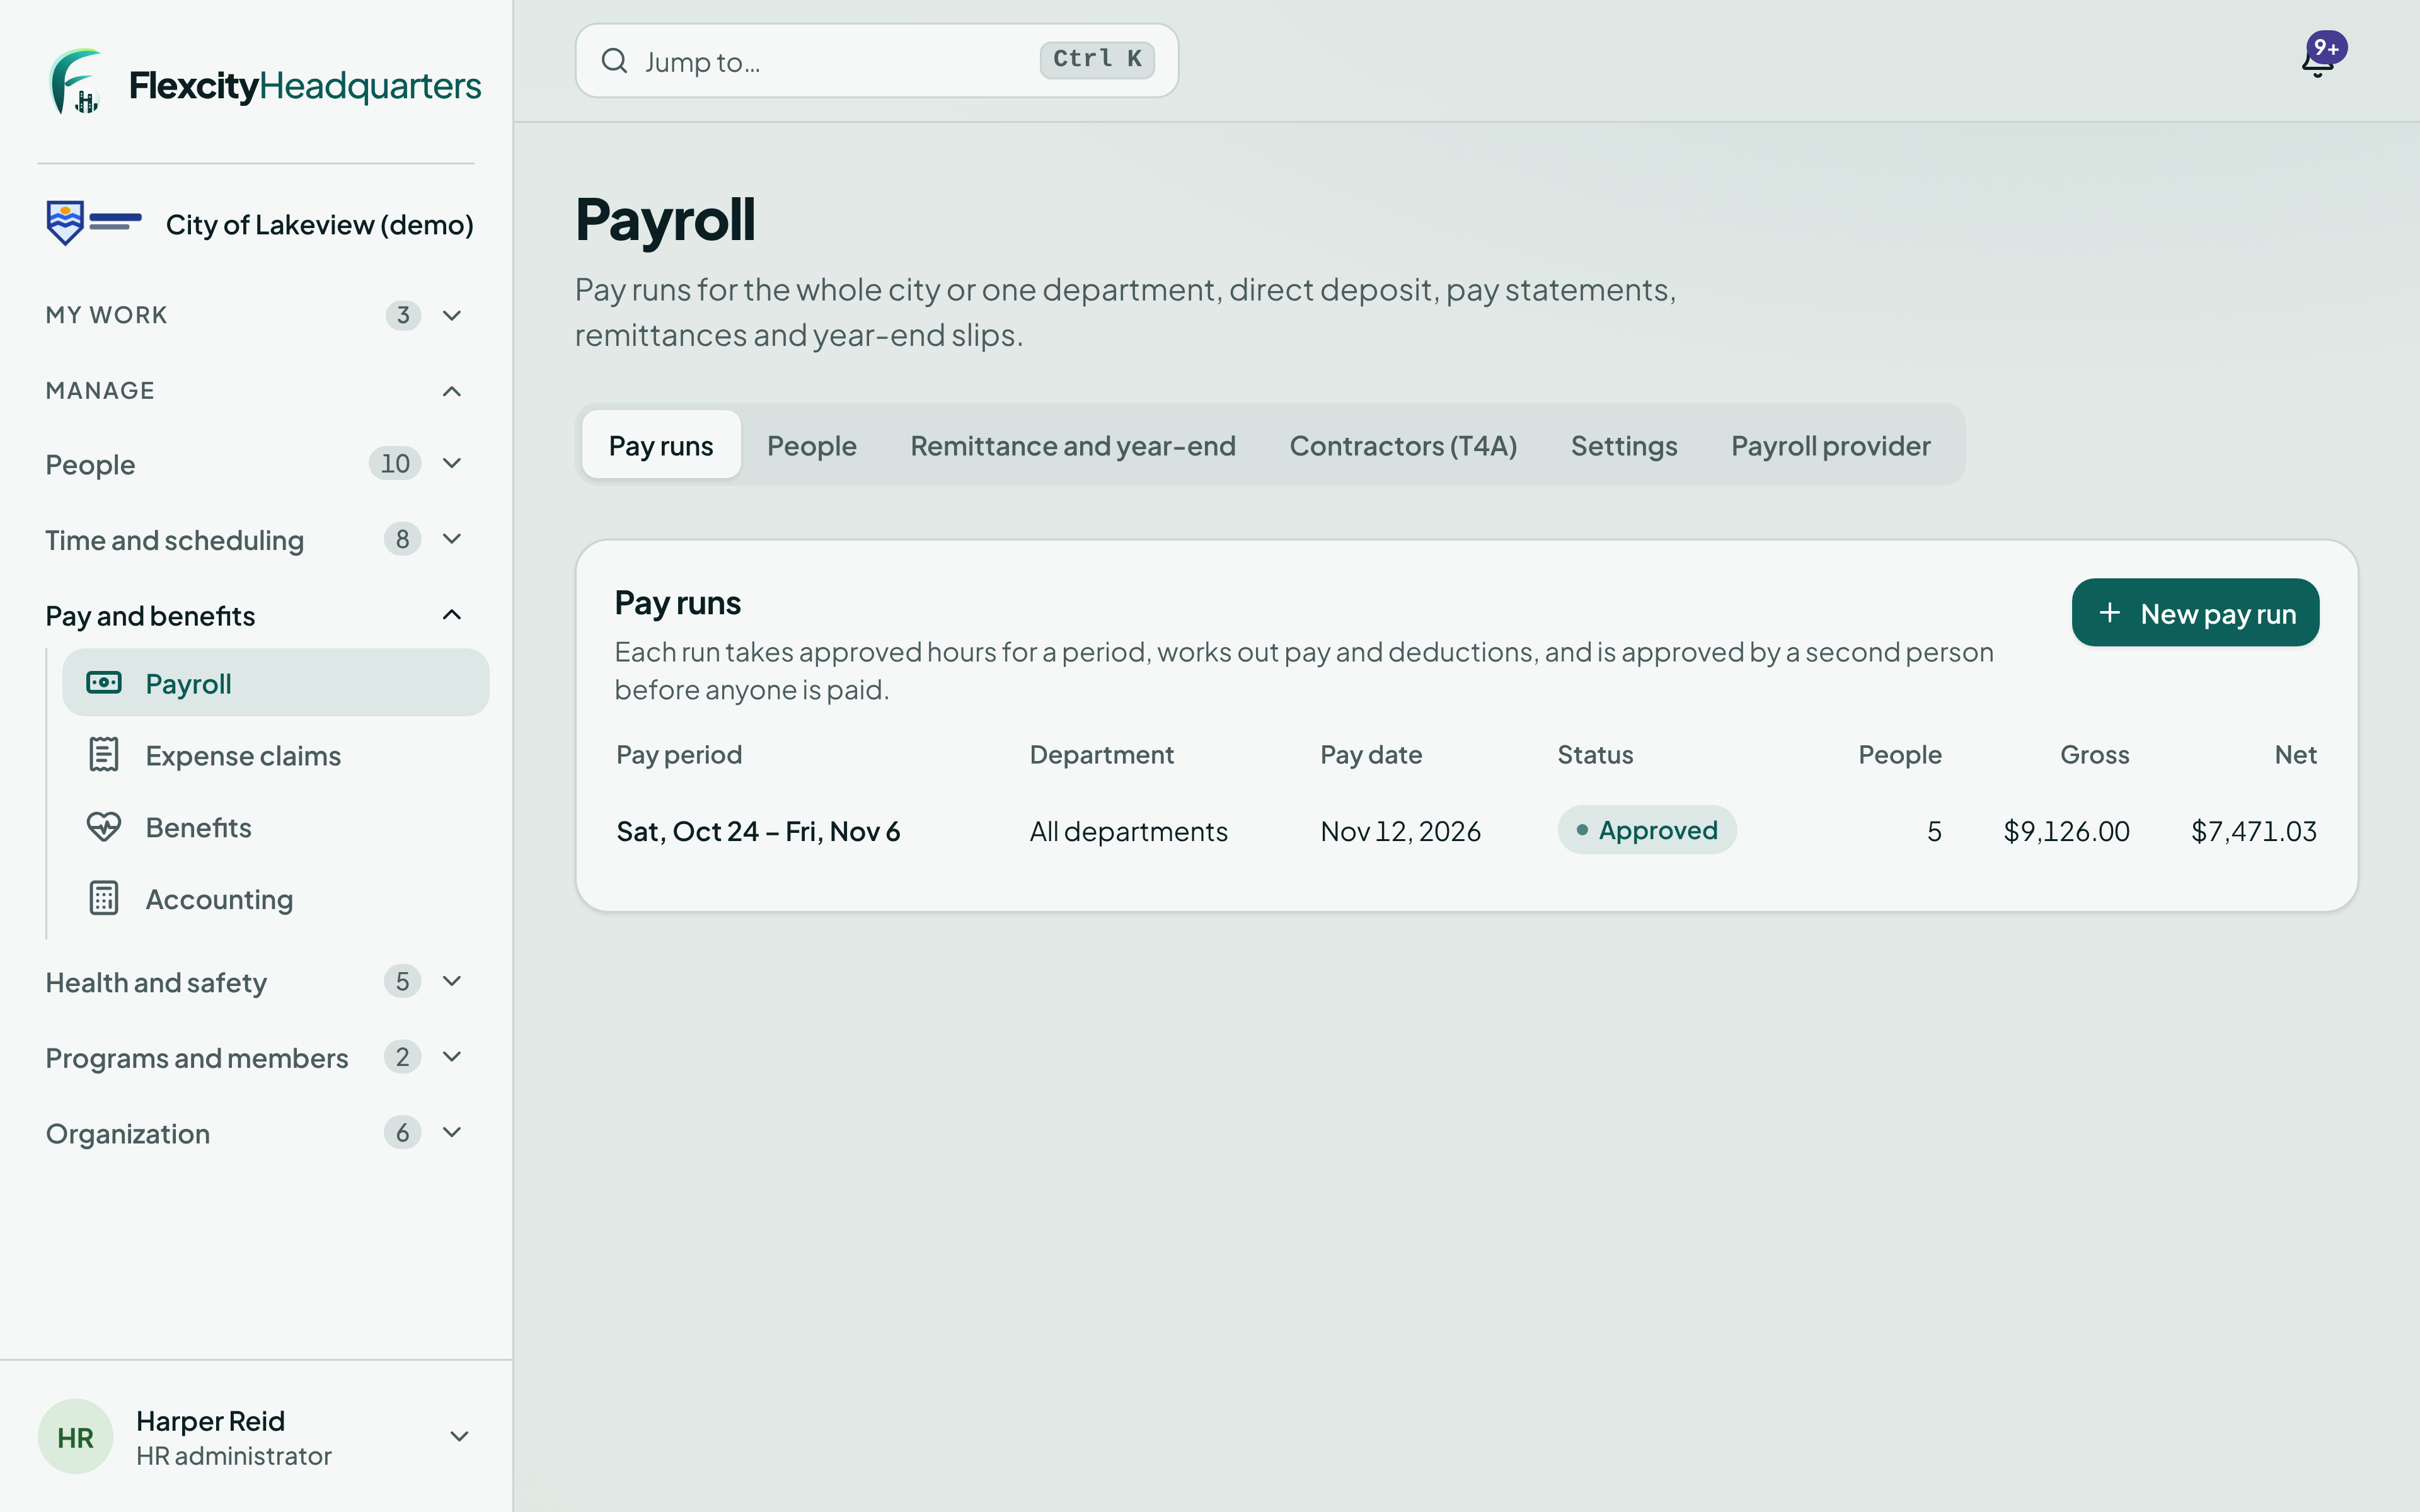 FlexcityHeadquarters
City of Lakeview (demo)
MY WORK 3
MANAGE
People 10
Time and scheduling 8
Pay and benefits
Payroll
Expense claims
Benefits
Accounting
Health and safety 5
Programs and members 2
Organization 6
HR
Harper Reid
HR administrator
Jump to... Ctrl K
9+
Payroll
Pay runs for the whole city or one department, direct deposit, pay statements,
remittances and year-end slips.
Pay runs People Remittance and year-end Contractors (T4A) Settings Payroll provider
Pay runs
New pay run
Each run takes approved hours for a period, works out pay and deductions, and is approved by a second person
before anyone is paid.
Pay period Department Pay date Status People Gross Net
Sat, Oct 24 – Fri, Nov 6 All departments Nov 12, 2026 Approved 5 $9,126.00 $7,471.03